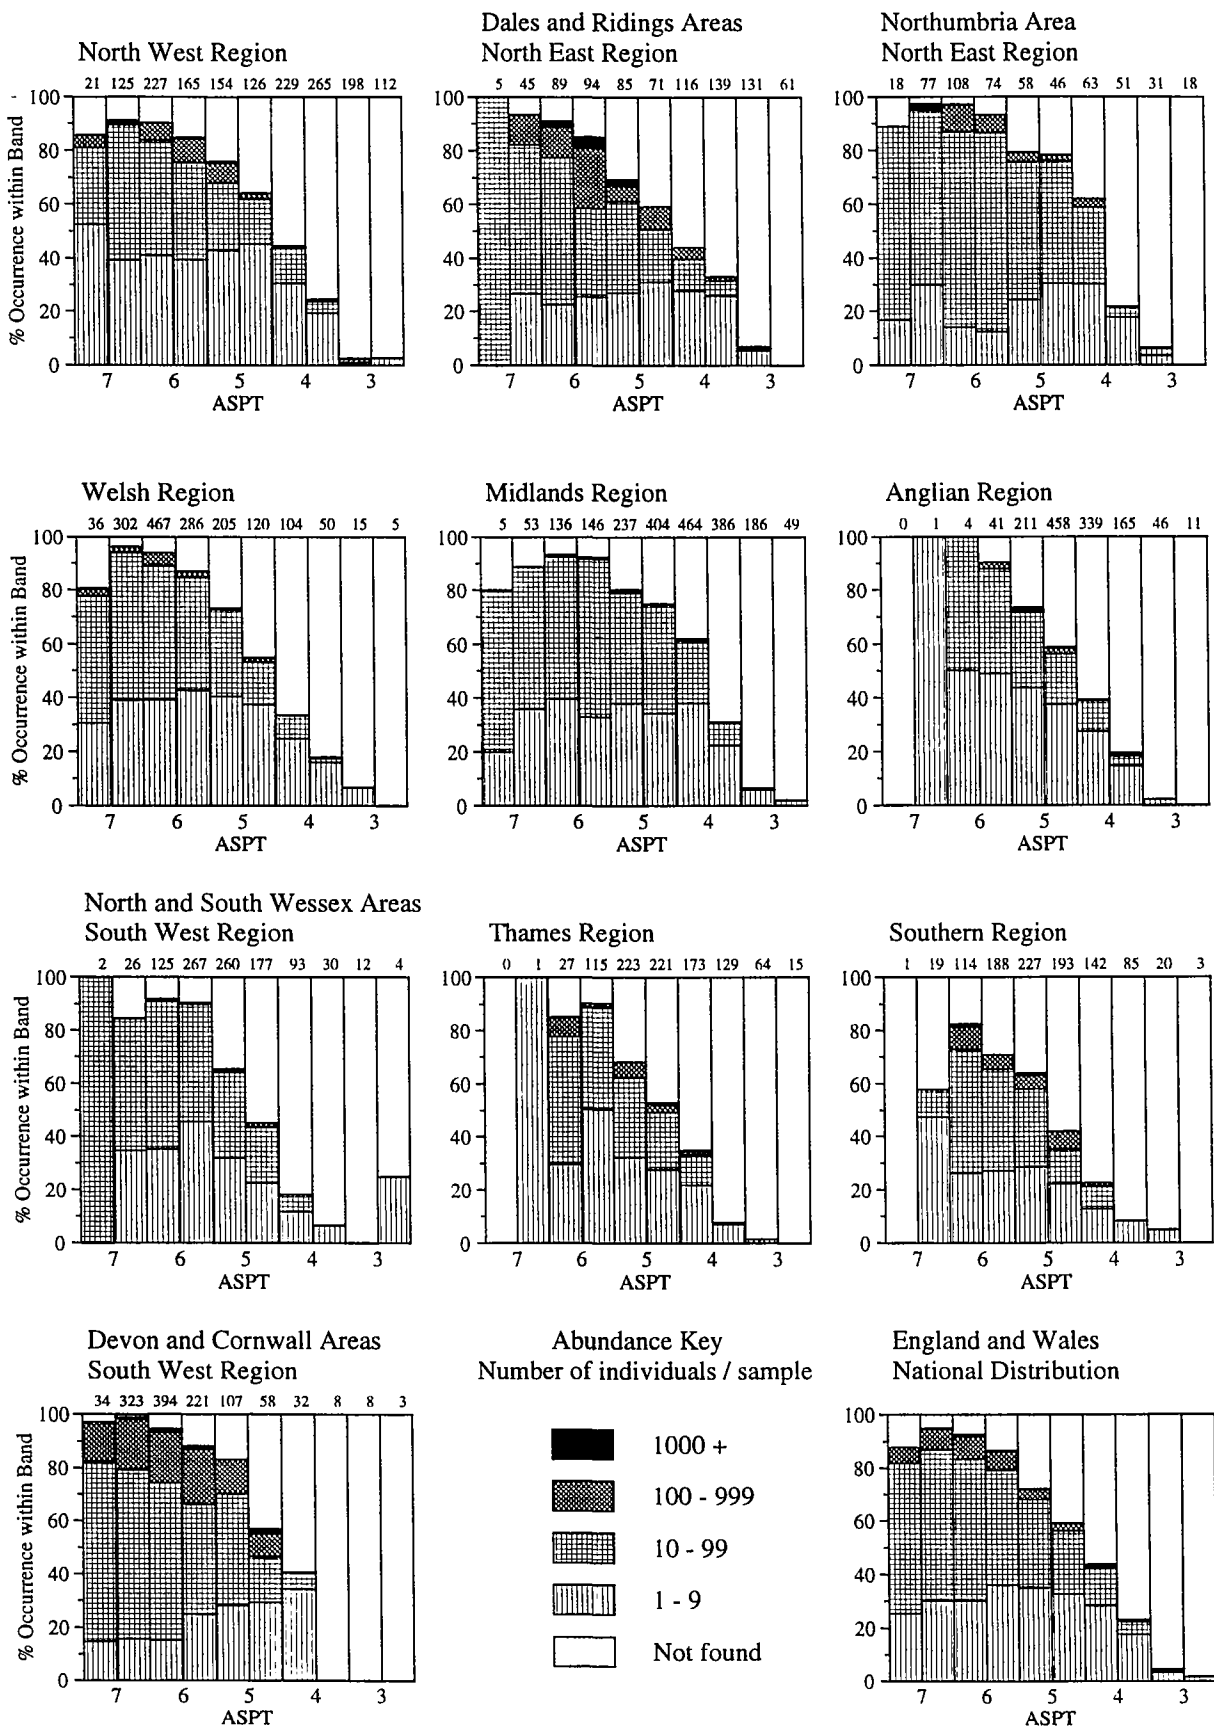 North West Region
21 125 227 165 154 126 229 265 198 112
% Occurrence within Band
100
80
60
40
20
0
7 6 5 4 3
ASPT
Dales and Ridings Areas
North East Region
5 45 89 94 85 71 116 139 131 61
100
80
60
40
20
0
7 6 5 4 3
ASPT
Northumbria Area
North East Region
18 77 108 74 58 46 63 51 31 18
100
80
60
40
20
0
7 6 5 4 3
ASPT
Welsh Region
36 302 467 286 205 120 104 50 15 5
% Occurrence within Band
100
80
60
40
20
0
7 6 5 4 3
ASPT
Midlands Region
5 53 136 146 237 404 464 386 186 49
100
80
60
40
20
0
7 6 5 4 3
ASPT
Anglian Region
0 1 4 41 211 458 339 165 46 11
100
80
60
40
20
0
7 6 5 4 3
ASPT
North and South Wessex Areas
South West Region
2 26 125 267 260 177 93 30 12 4
% Occurrence within Band
100
80
60
40
20
0
7 6 5 4 3
ASPT
Thames Region
0 1 27 115 223 221 173 129 64 15
100
80
60
40
20
0
7 6 5 4 3
ASPT
Southern Region
1 19 114 188 227 193 142 85 20 3
100
80
60
40
20
0
7 6 5 4 3
ASPT
Devon and Cornwall Areas
South West Region
34 323 394 221 107 58 32 8 8 3
% Occurrence within Band
100
80
60
40
20
0
7 6 5 4 3
ASPT
Abundance Key
Number of individuals / sample
1000 +
100 - 999
10 - 99
1 - 9
Not found
England and Wales
National Distribution
100
80
60
40
20
0
7 6 5 4 3
ASPT